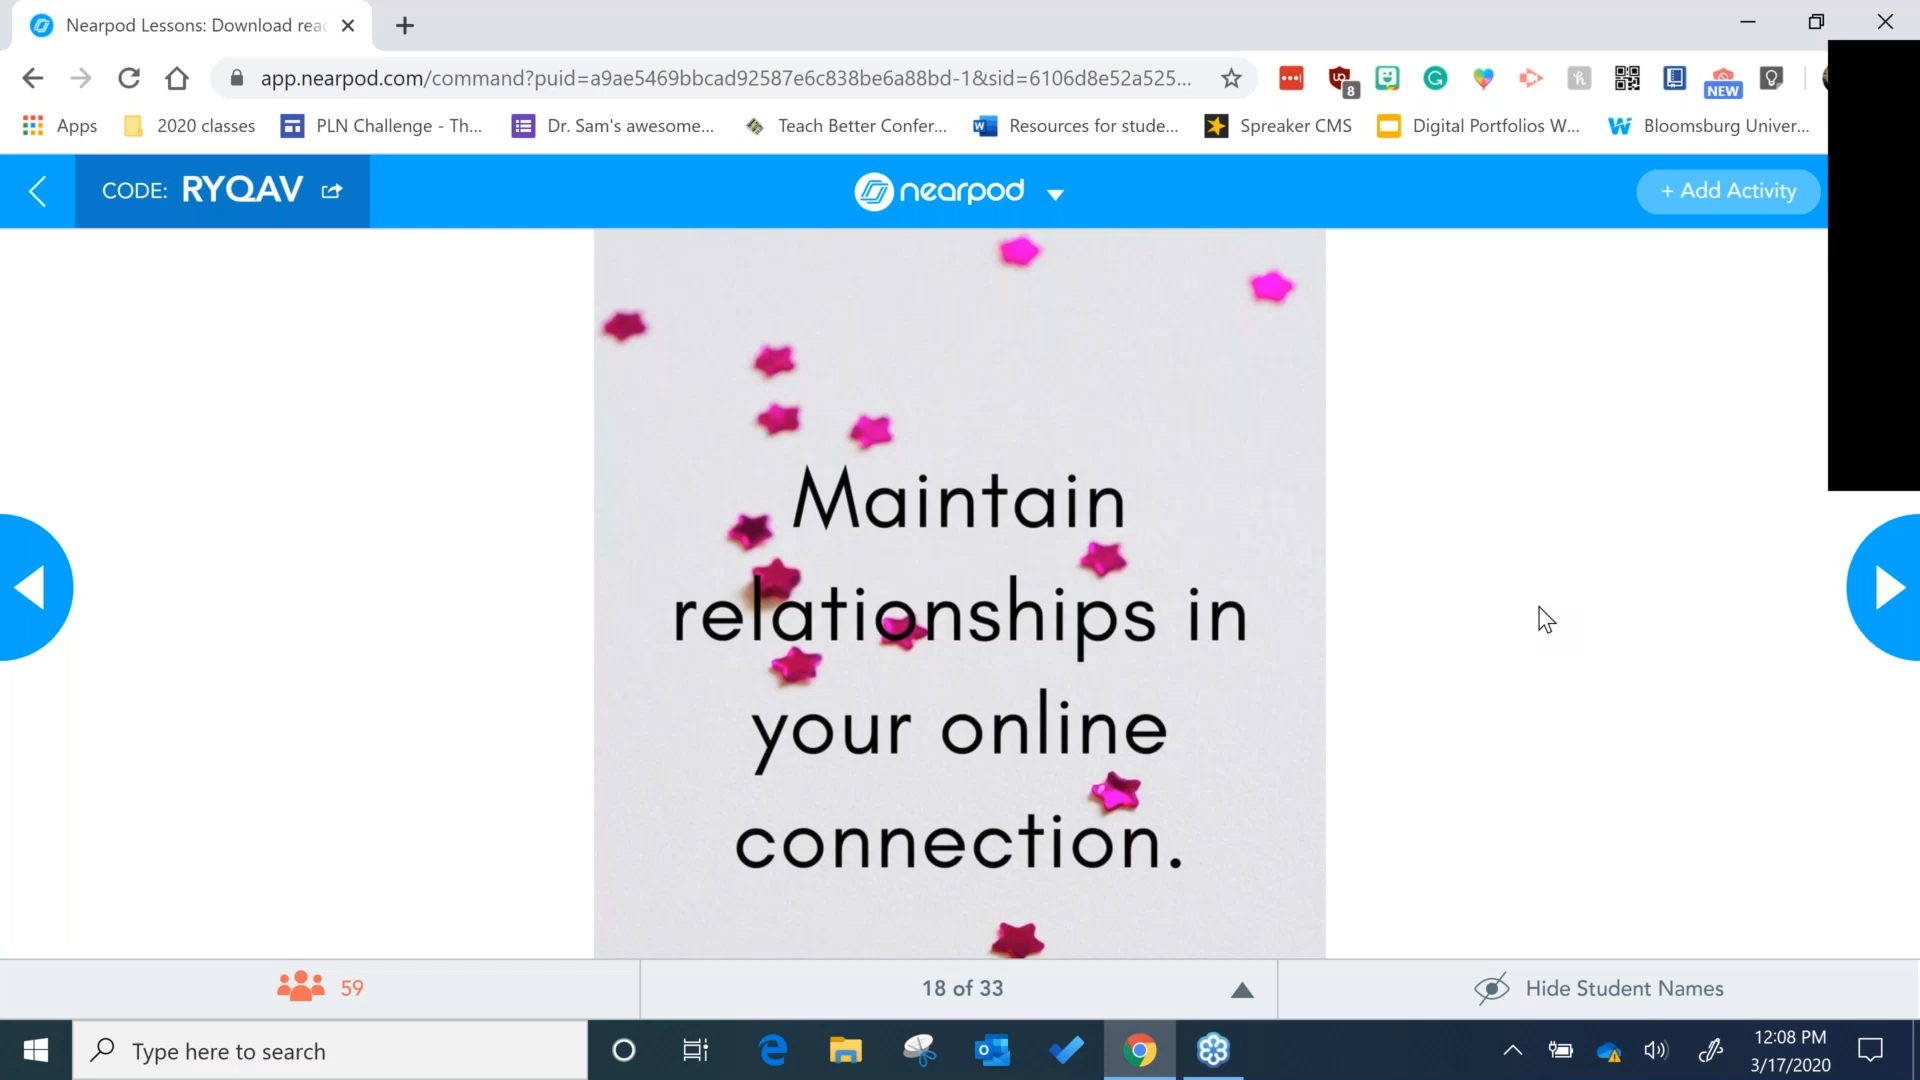 Nearpod Lessons: Download reac
app.nearpod.com/command?puid=a9ae5469bbcad92587e6c838be6a88bd-1&sid=6106d8e52a525...
8
NEW
Apps
2020 classes
PLN Challenge - Th...
Dr. Sam's awesome...
Teach Better Confer...
Resources for stude...
Spreaker CMS
Digital Portfolios W...
Bloomsburg Univer...
CODE: RYQAV
nearpod
+ Add Activity
Maintain
relationships in
your online
connection.
59
18 of 33
Hide Student Names
Type here to search
12:08 PM
3/17/2020